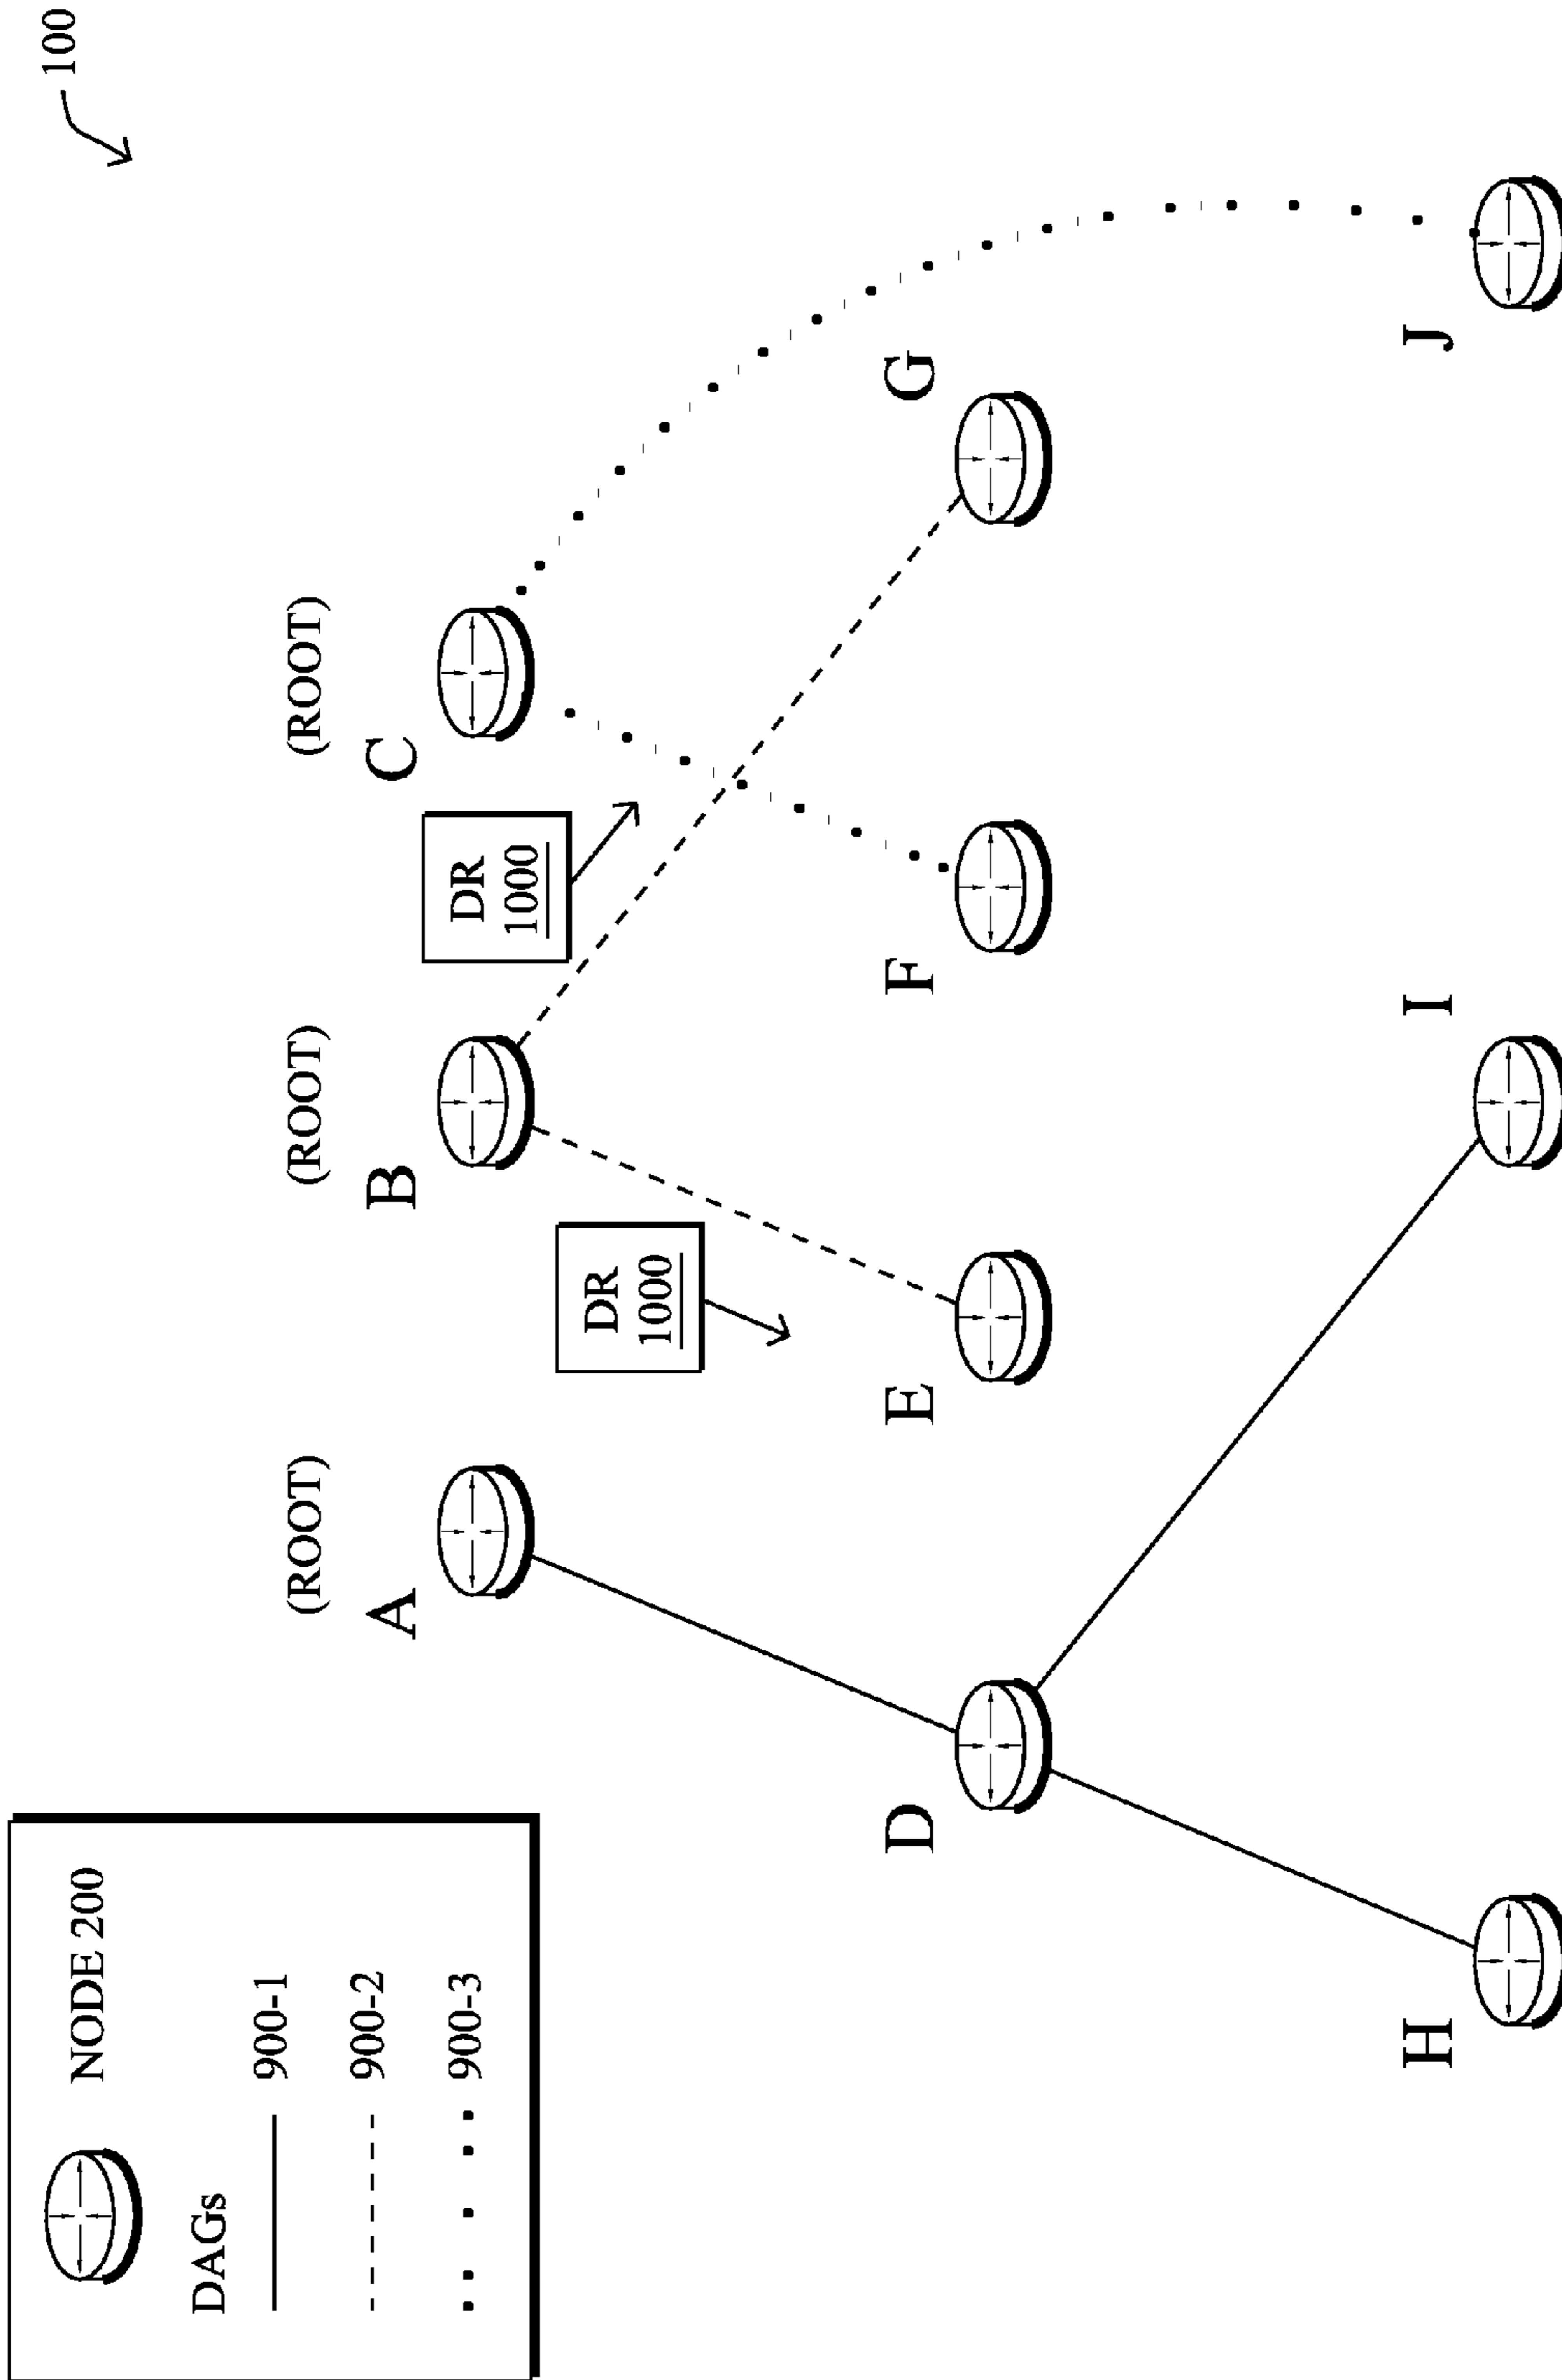 NODE 200
DAGs
900-1
900-2
900-3
100
(ROOT)
(ROOT)
(ROOT)
A
B
C
DR
1000
DR
1000
D
E
F
G
H
I
J